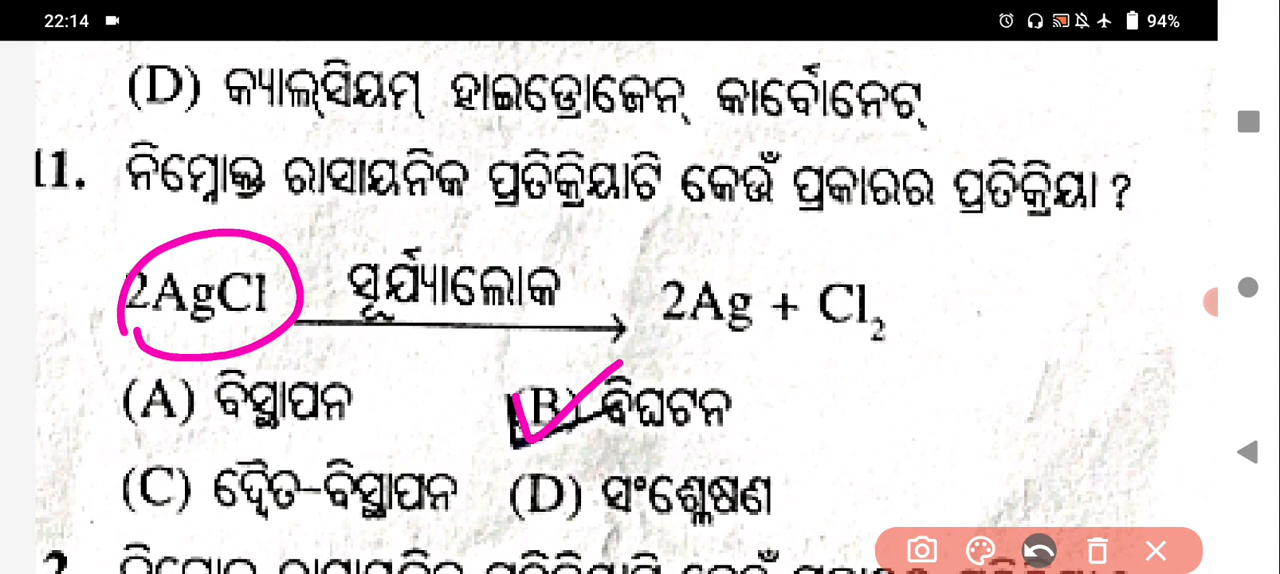 22:14 94%
(D) କ୍ୟାଲ୍‌ସିୟମ୍ ହାଇଡ୍ରୋଜେନ୍ କାର୍ବୋନେଟ୍
11. ନିମ୍ନୋକ୍ତ ରାସାୟନିକ ପ୍ରତିକ୍ରିୟାଟି କେଉଁ ପ୍ରକାରର ପ୍ରତିକ୍ରିୟା ?
2AgCl ସୂର୍ଯ୍ୟାଲୋକ 2Ag + Cl₂
(A) ବିସ୍ଥାପନ (B) ବିଘଟନ
(C) ଦ୍ୱୈତ-ବିସ୍ଥାପନ (D) ସଂଶ୍ଳେଷଣ